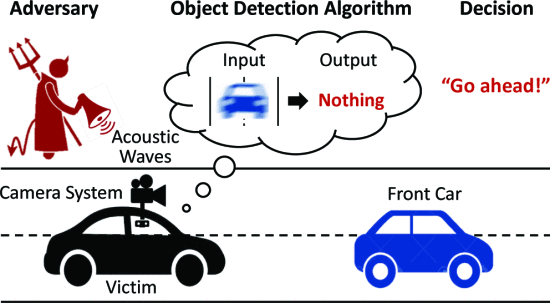 Adversary
Object Detection Algorithm
Decision
Input
Output
Nothing
"Go ahead!"
Acoustic
Waves
Camera System
Front Car
Victim